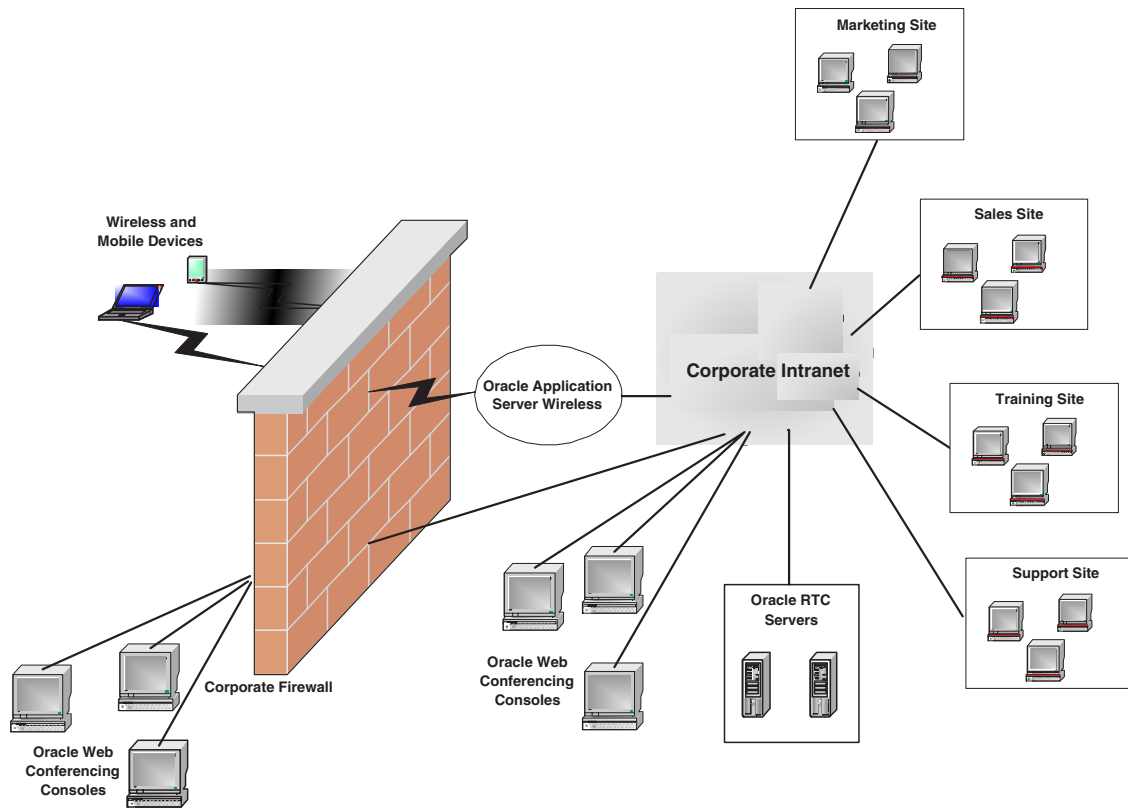 Marketing Site
Sales Site
Wireless and
Mobile Devices
Corporate Intranet
Oracle Application
Server Wireless
Training Site
Support Site
Oracle RTC
Servers
Oracle Web
Conferencing
Consoles
Corporate Firewall
Oracle Web
Conferencing
Consoles